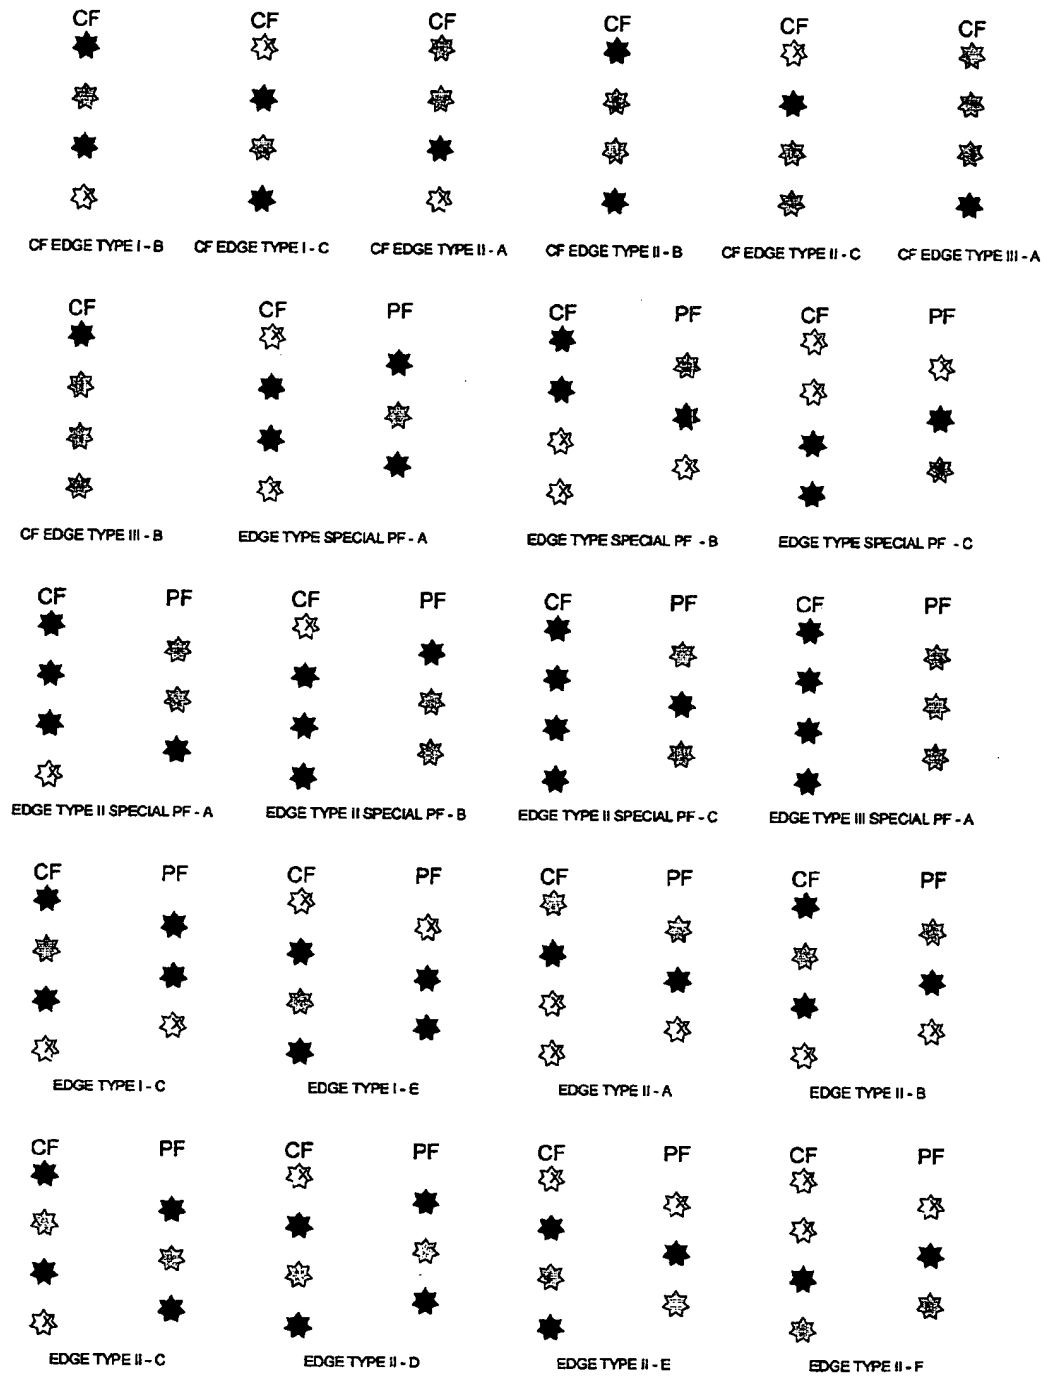 CF CF CF CF CF CF
CF EDGE TYPE I - B CF EDGE TYPE I - C CF EDGE TYPE II - A CF EDGE TYPE II - B CF EDGE TYPE II - C CF EDGE TYPE III - A
CF CF PF CF PF CF PF
CF EDGE TYPE III - B EDGE TYPE SPECIAL PF - A EDGE TYPE SPECIAL PF - B EDGE TYPE SPECIAL PF - C
CF PF CF PF CF PF CF PF
EDGE TYPE II SPECIAL PF - A EDGE TYPE II SPECIAL PF - B EDGE TYPE II SPECIAL PF - C EDGE TYPE III SPECIAL PF - A
CF PF CF PF CF PF CF PF
EDGE TYPE I - C EDGE TYPE I - E EDGE TYPE II - A EDGE TYPE II - B
CF PF CF PF CF PF CF PF
EDGE TYPE II - C EDGE TYPE II - D EDGE TYPE II - E EDGE TYPE II - F